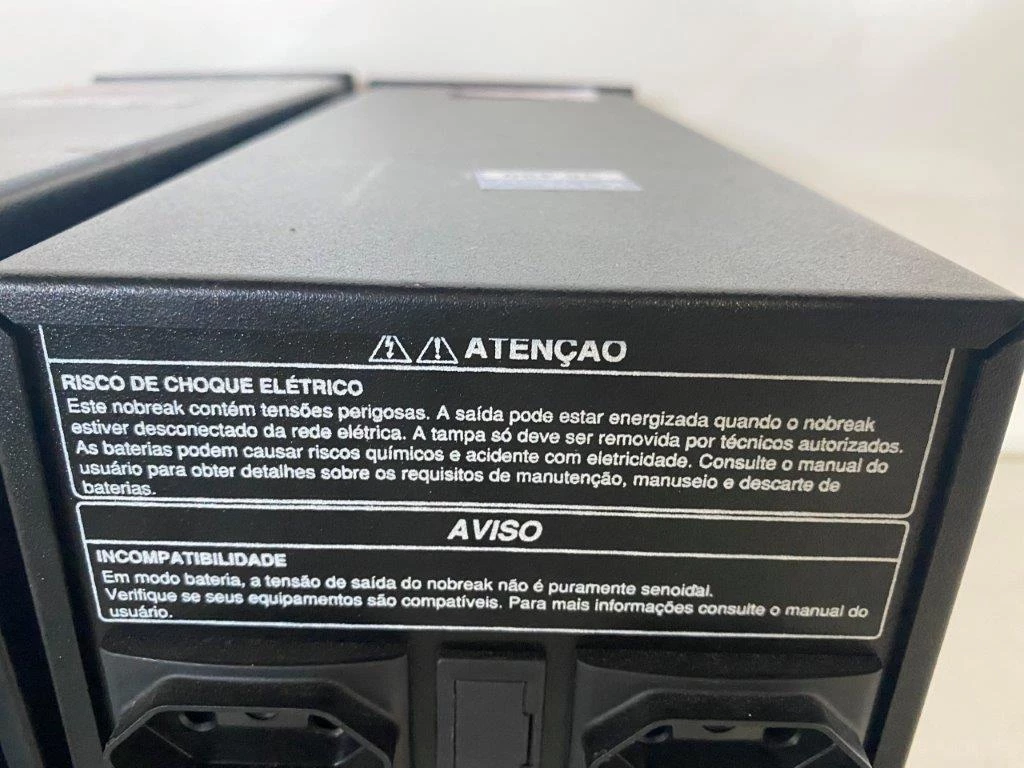 ATENÇAO
RISCO DE CHOQUE ELÉTRICO
Este nobreak contém tensões perigosas. A saída pode estar energizada quando o nobreak
estiver desconectado da rede elétrica. A tampa só deve ser removida por técnicos autorizados.
As baterias podem causar riscos químicos e acidente com eletricidade. Consulte o manual do
usuário para obter detalhes sobre os requisitos de manutenção, manuseio e descarte de
baterias.
AVISO
INCOMPATIBILIDADE
Em modo bateria, a tensão de saída do nobreak não é puramente senoidal.
Verifique se seus equipamentos são compatíveis. Para mais informações consulte o manual do
usuário.